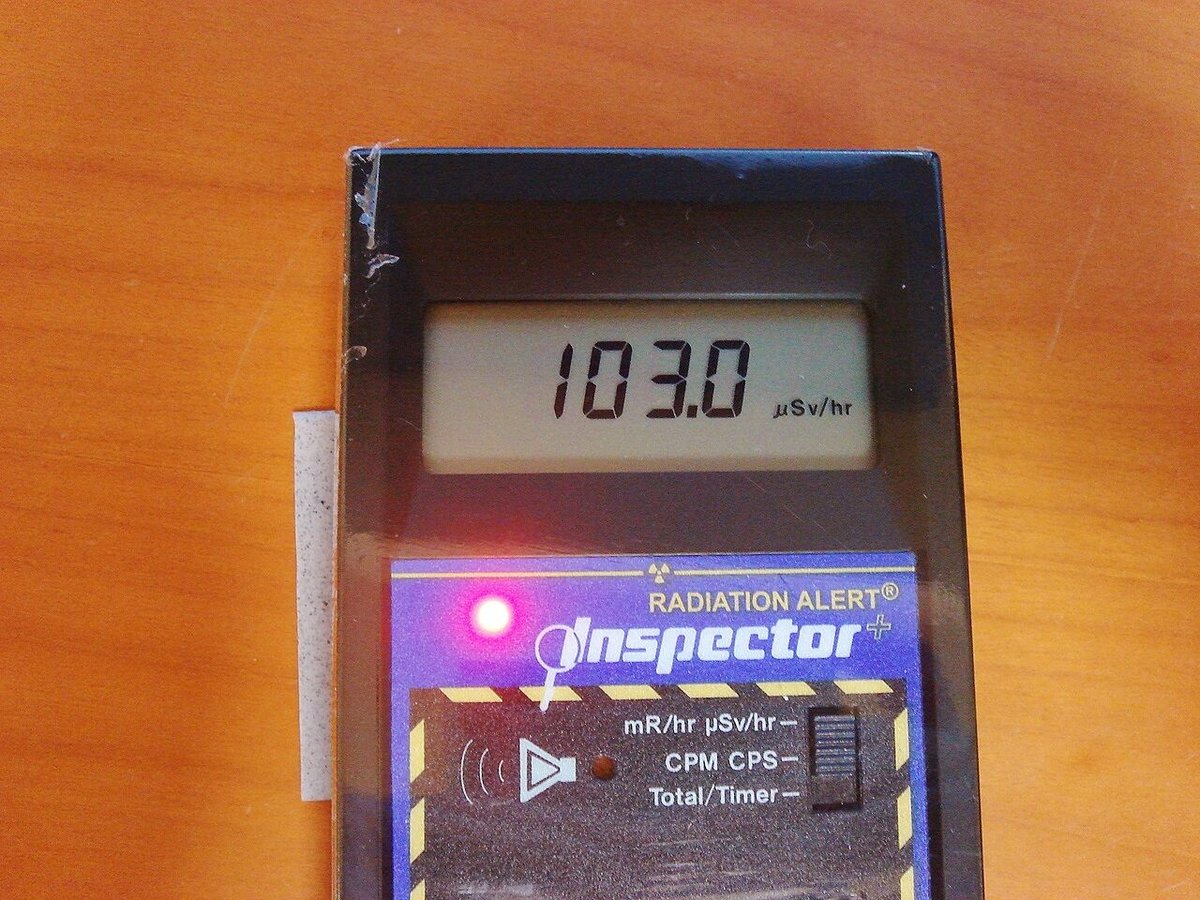 103.0 µSv/hr
RADIATION ALERT®
Inspector+
mR/hr µSv/hr
CPM CPS
Total/Timer